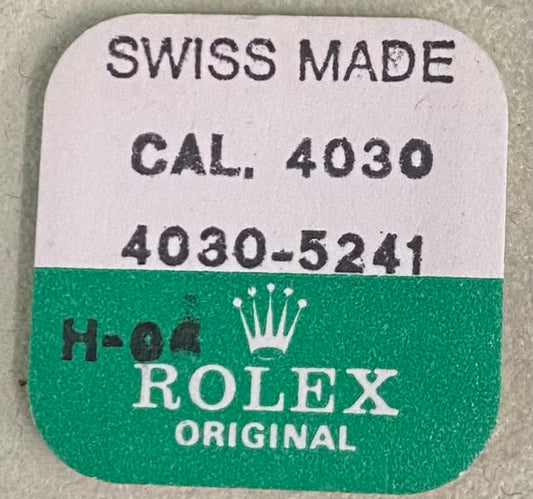 SWISS MADE
CAL. 4030
4030-5241
H-04
ROLEX
ORIGINAL